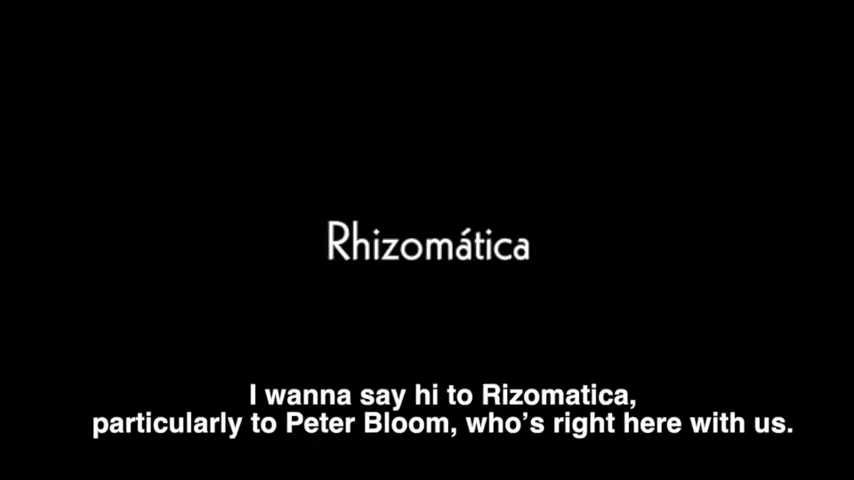 Rhizomática
I wanna say hi to Rizomatica,
particularly to Peter Bloom, who's right here with us.